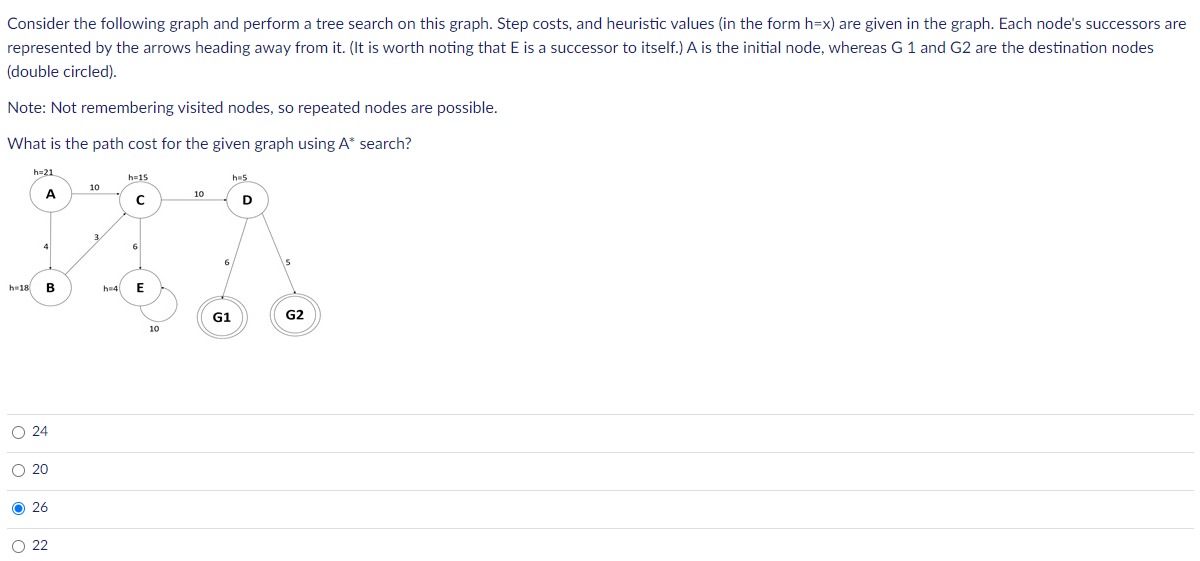 Consider the following graph and perform a tree search on this graph. Step costs, and heuristic values (in the form h=x) are given in the graph. Each node's successors are
represented by the arrows heading away from it. (It is worth noting that E is a successor to itself.) A is the initial node, whereas G 1 and G2 are the destination nodes
(double circled).
Note: Not remembering visited nodes, so repeated nodes are possible.
What is the path cost for the given graph using A* search?
h=21 h=15 h=5
A 10 C 10 D
4 3 6 6 5
h=18 B h=4 E
G1 G2
10
24
20
26
22